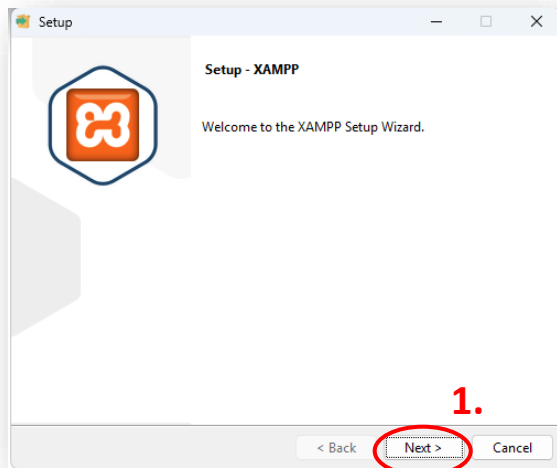 Setup
Setup - XAMPP
Welcome to the XAMPP Setup Wizard.
1.
< Back Next > Cancel